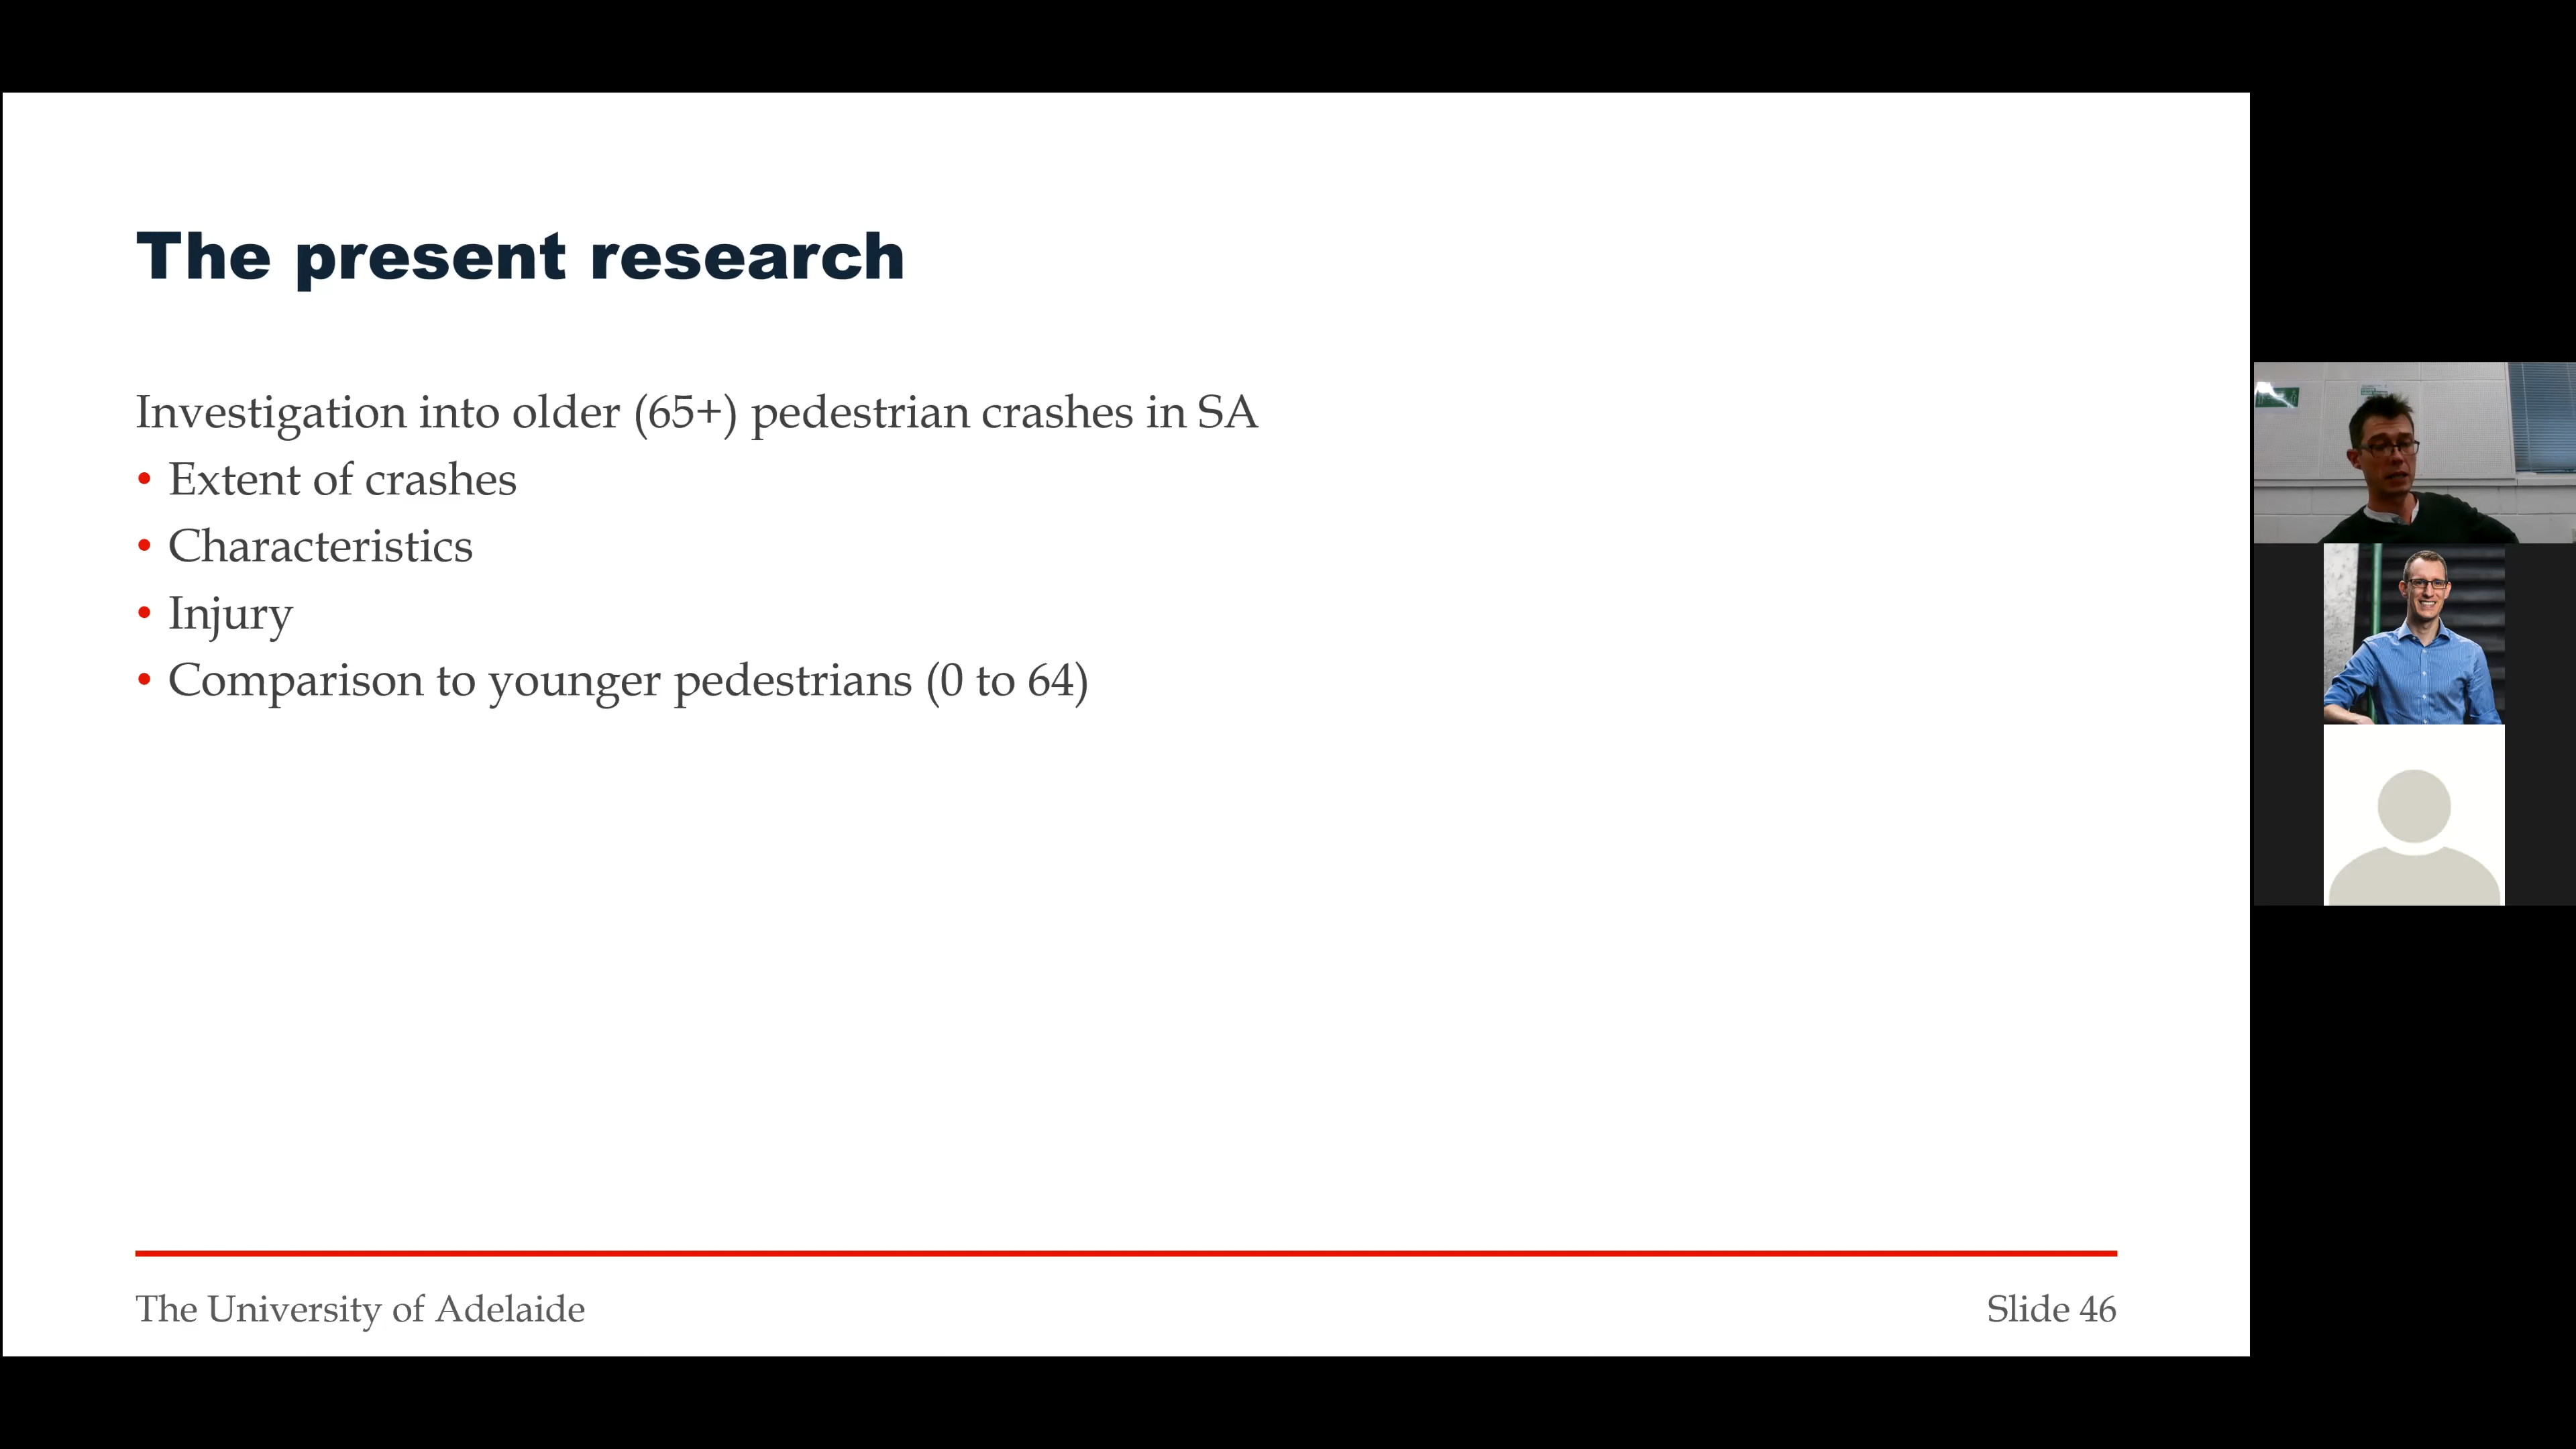 The present research
Investigation into older (65+) pedestrian crashes in SA
• Extent of crashes
• Characteristics
• Injury
• Comparison to younger pedestrians (0 to 64)
The University of Adelaide
Slide 46